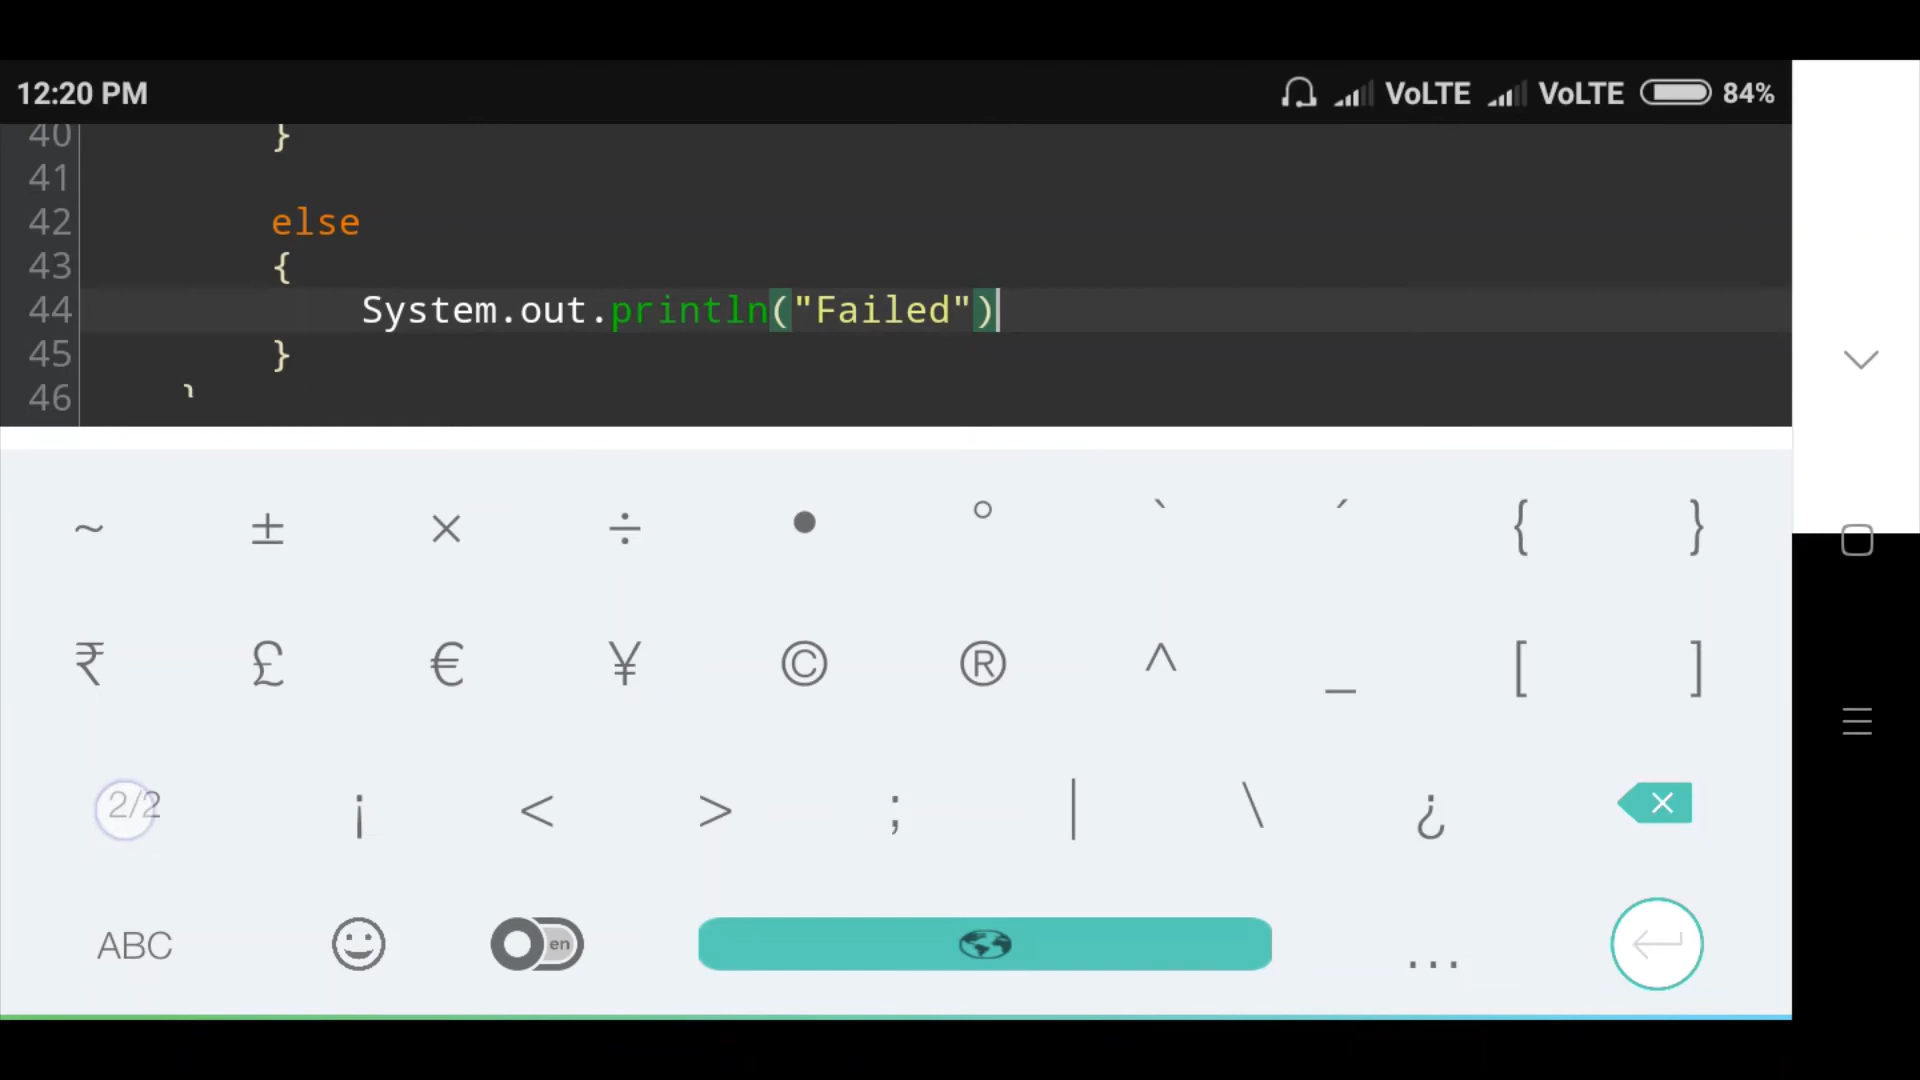 12:20 PM VoLTE VoLTE 84%
40 }
41
42 else
43 {
44 System.out.println("Failed")
45 }
46 }
~ ± × ÷ • ° ` ´ { }
₹ £ € ¥ © ® ^ _ [ ]
2/2 ¡ < > ; | \ ¿
ABC en ...